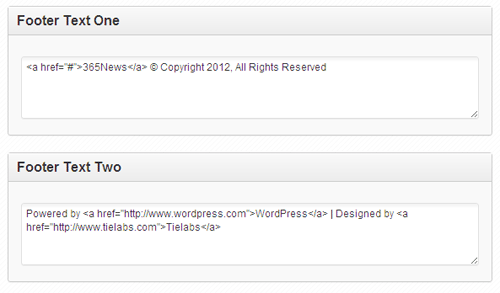 Footer Text One
<a href="#">365News</a> © Copyright 2012, All Rights Reserved
Footer Text Two
Powered by <a href="http://www.wordpress.com">WordPress</a> | Designed by <a
href="http://www.tielabs.com">Tielabs</a>